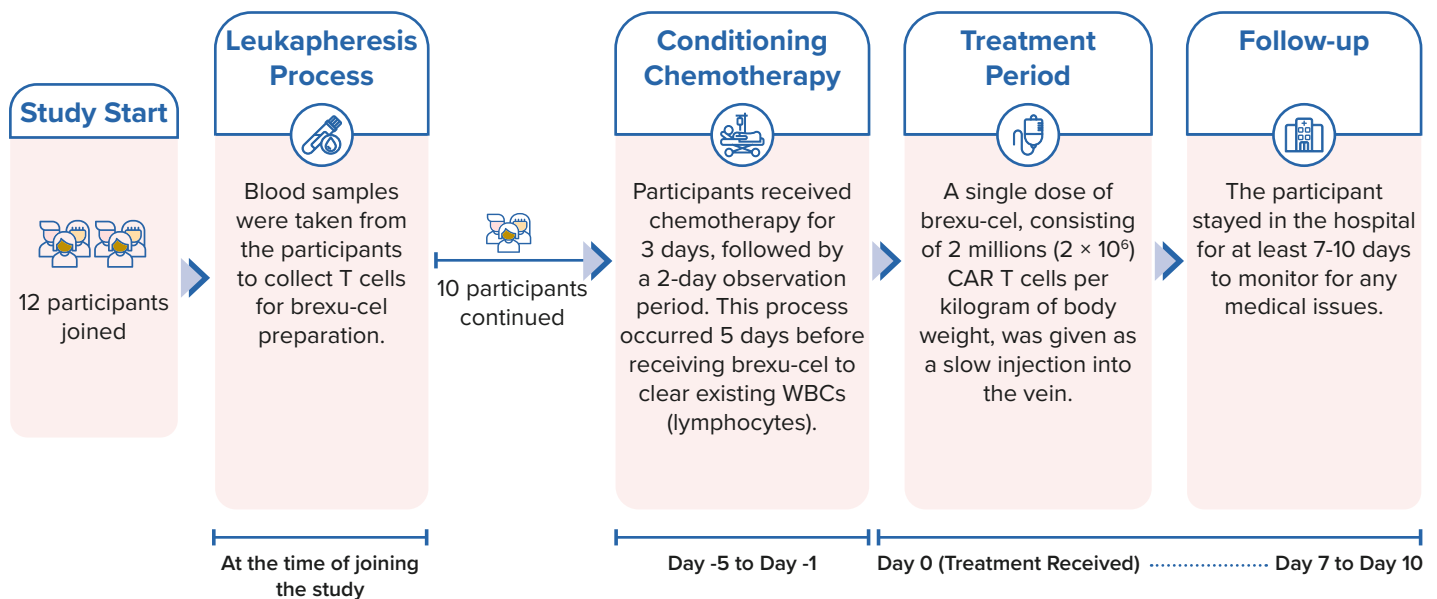 Study Start
12 participants
joined
Leukapheresis
Process
Blood samples
were taken from
the participants
to collect T cells
for brexu-cel
preparation.
At the time of joining
the study
10 participants
continued
Conditioning
Chemotherapy
Participants received
chemotherapy for
3 days, followed by
a 2-day observation
period. This process
occurred 5 days before
receiving brexu-cel to
clear existing WBCs
(lymphocytes).
Day -5 to Day -1
Treatment
Period
A single dose of
brexu-cel, consisting
of 2 millions (2 × 10⁶)
CAR T cells per
kilogram of body
weight, was given as
a slow injection into
the vein.
Follow-up
The participant
stayed in the hospital
for at least 7-10 days
to monitor for any
medical issues.
Day 0 (Treatment Received) ........................ Day 7 to Day 10